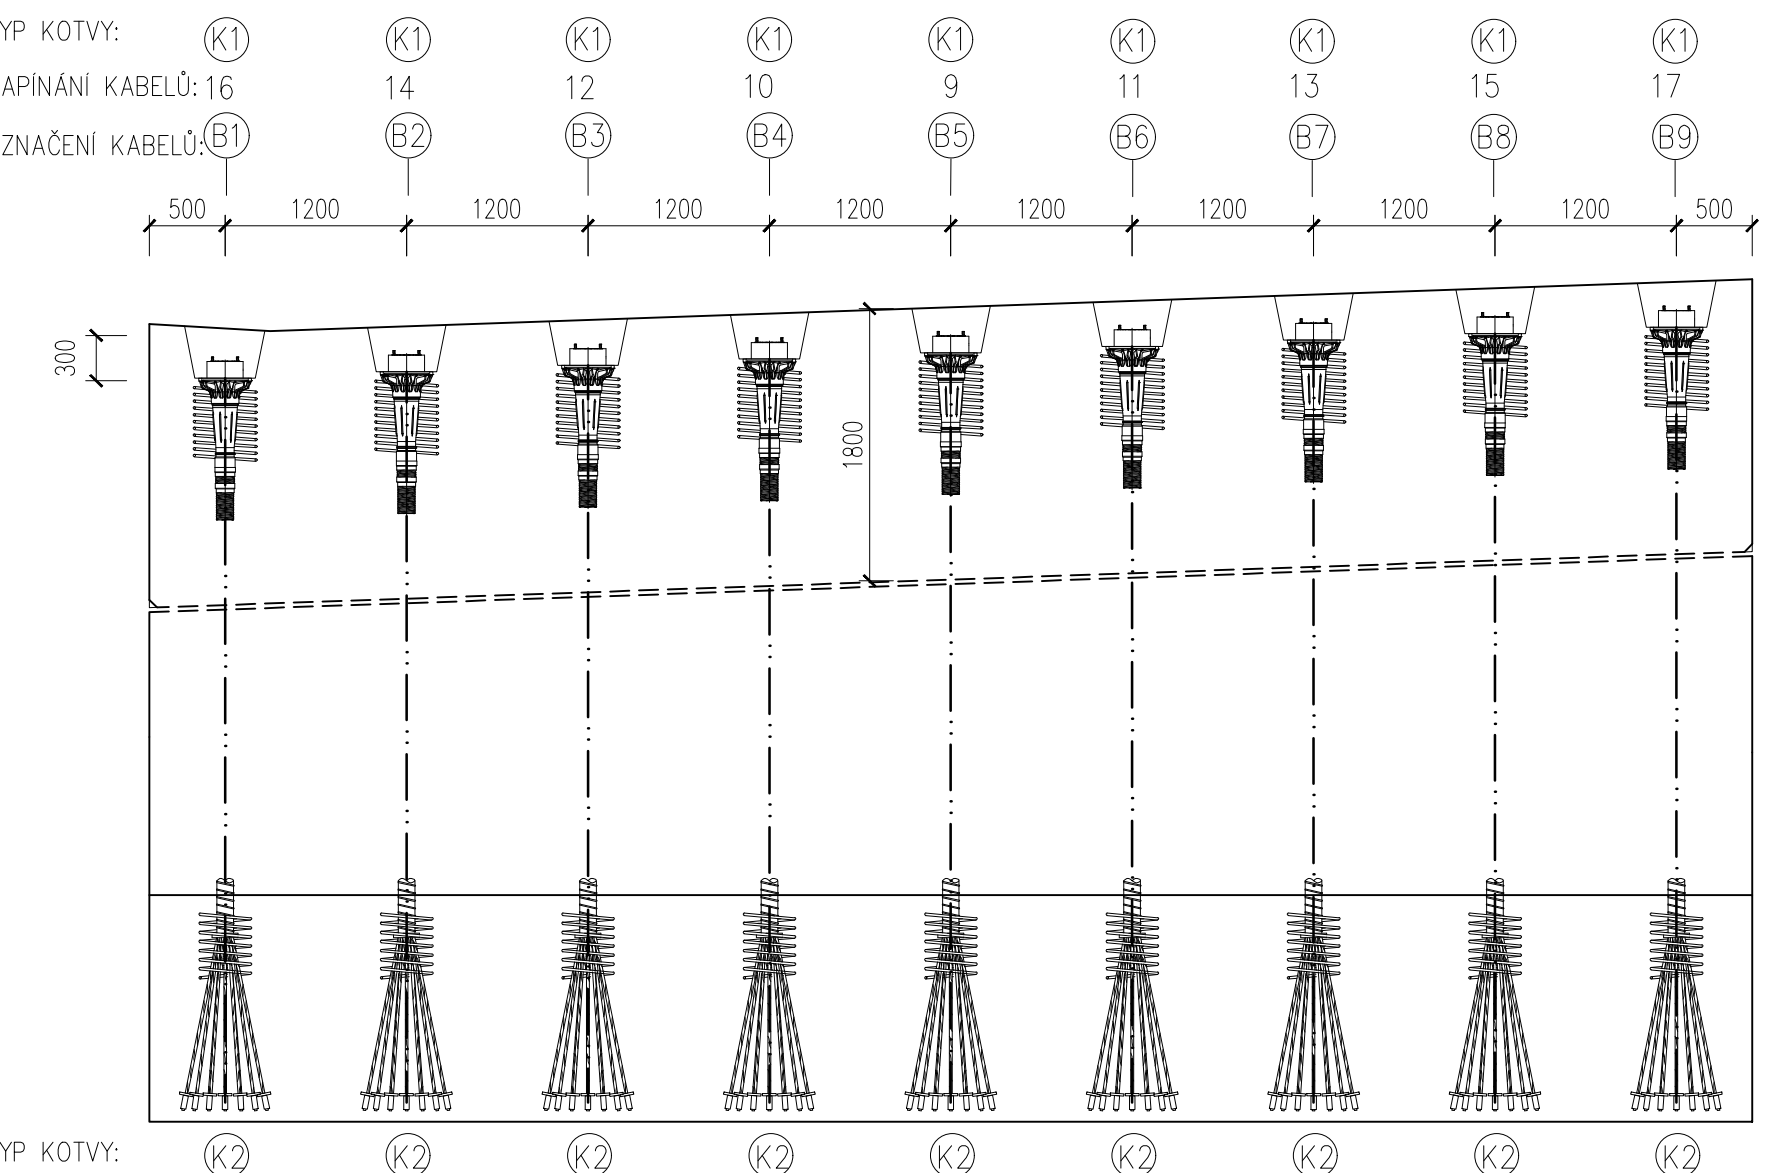 YP KOTVY: K1 K1 K1 K1 K1 K1 K1 K1 K1
APÍNÁNÍ KABELŮ: 16 14 12 10 9 11 13 15 17
ZNAČENÍ KABELŮ: B1 B2 B3 B4 B5 B6 B7 B8 B9
500 1200 1200 1200 1200 1200 1200 1200 1200 500
300
1800
YP KOTVY: K2 K2 K2 K2 K2 K2 K2 K2 K2